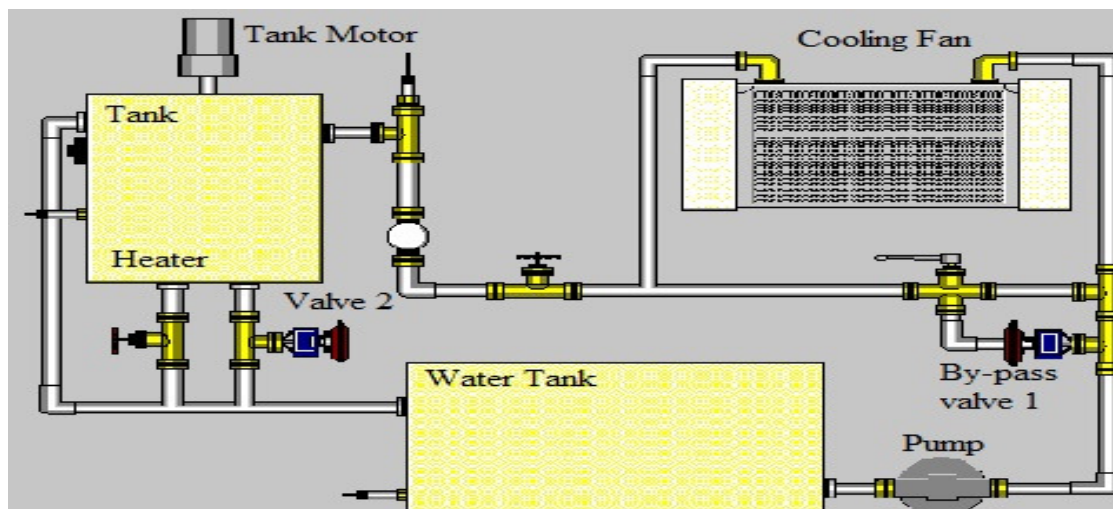 Tank Motor
Cooling Fan
Tank
Heater
Valve 2
Water Tank
By-pass
valve 1
Pump